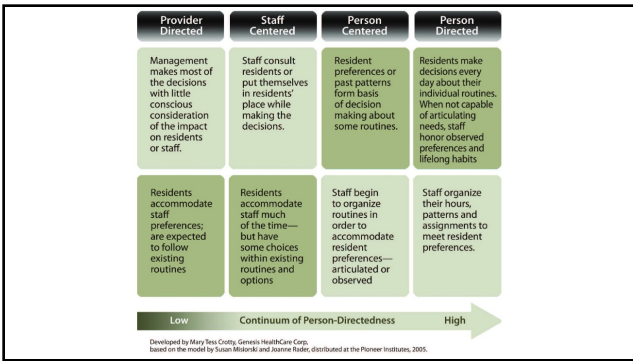 Provider
Directed
Staff
Centered
Person
Centered
Person
Directed
Management
makes most of
the decisions
with little
conscious
consideration
of the impact
on residents
or staff.
Staff consult
residents or
put themselves
in residents'
place while
making the
decisions.
Resident
preferences or
past patterns
form basis
of decision
making about
some routines.
Residents make
decisions every
day about their
individual routines.
When not capable
of articulating
needs, staff
honor observed
preferences and
lifelong habits
Residents
accommodate
staff
preferences;
are expected
to follow
existing
routines
Residents
accommodate
staff much
of the time—
but have
some choices
within existing
routines and
options
Staff begin
to organize
routines in
order to
accommodate
resident
preferences—
articulated or
observed
Staff organize
their hours,
patterns and
assignments to
meet resident
preferences.
Low Continuum of Person-Directedness High
Developed by Mary Tess Crotty, Genesis HealthCare Corp,
based on the model by Susan Misiorski and Joanne Rader, distributed at the Pioneer Institutes, 2005.